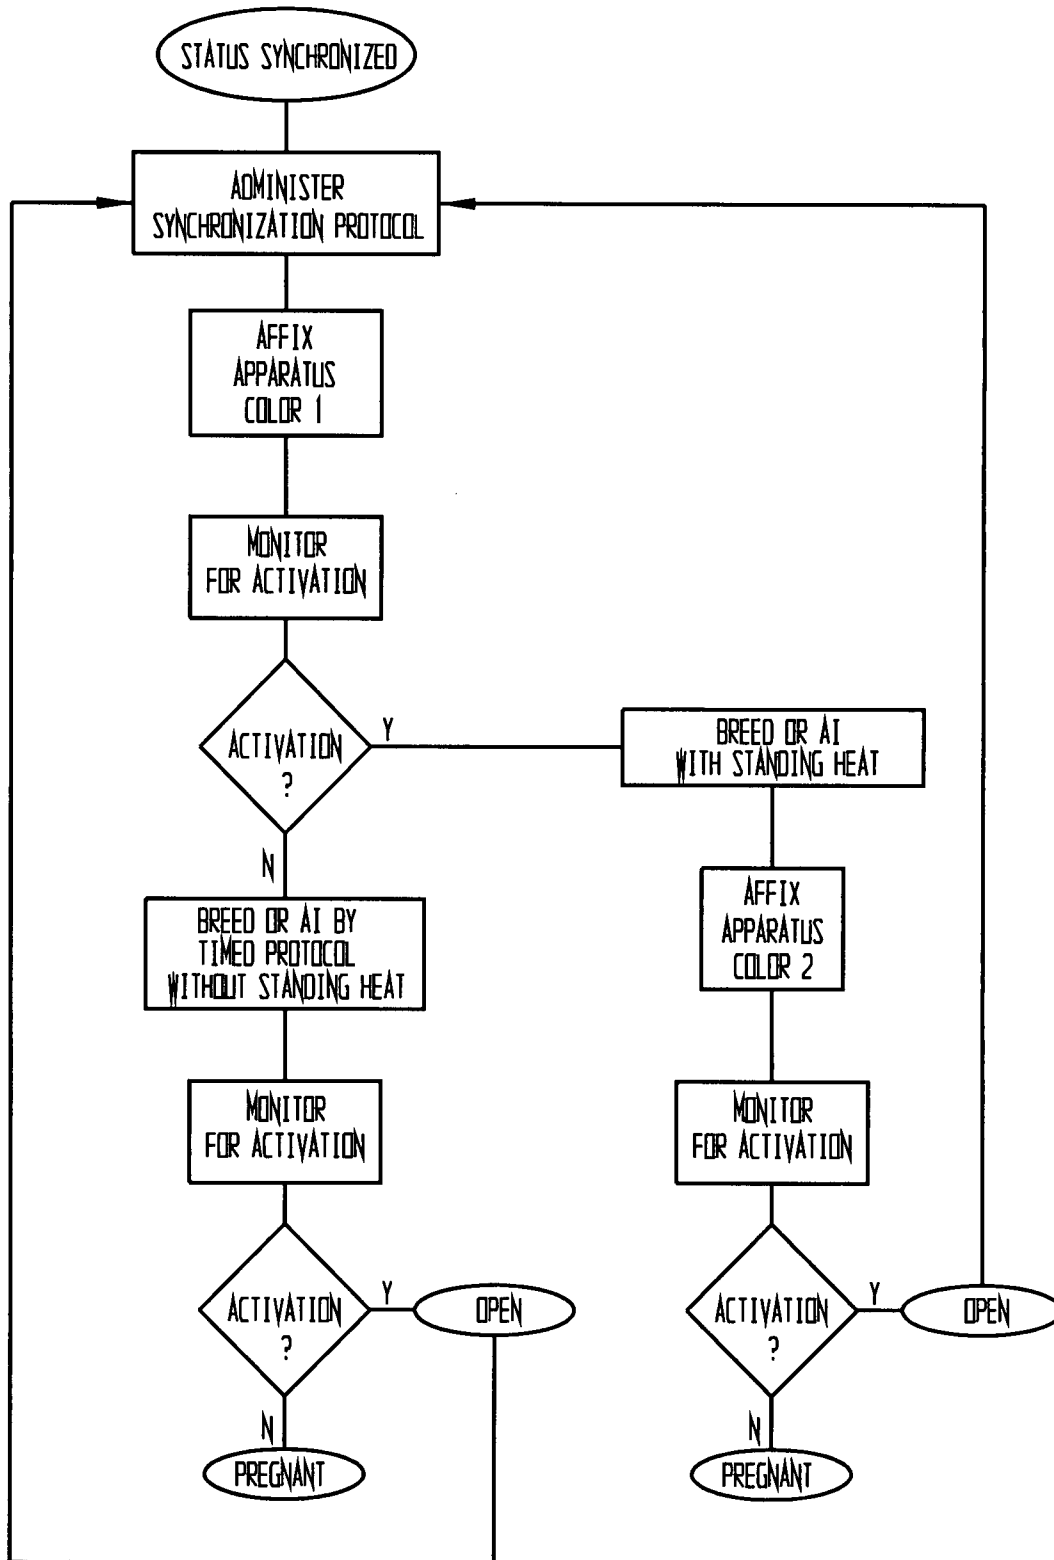 STATUS SYNCHRONIZED
ADMINISTER
SYNCHRONIZATION PROTOCOL
AFFIX
APPARATUS
COLOR 1
MONITOR
FOR ACTIVATION
ACTIVATION
?
Y
N
BREED OR AI
WITH STANDING HEAT
AFFIX
APPARATUS
COLOR 2
BREED OR AI BY
TIMED PROTOCOL
WITHOUT STANDING HEAT
MONITOR
FOR ACTIVATION
MONITOR
FOR ACTIVATION
ACTIVATION
?
Y
OPEN
N
PREGNANT
ACTIVATION
?
Y
OPEN
N
PREGNANT